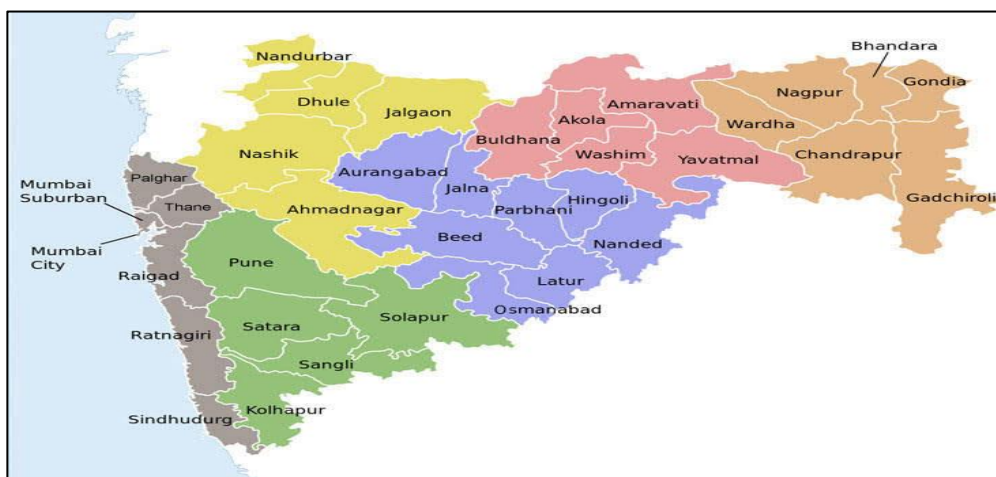 Nandurbar
Bhandara
Gondia
Nagpur
Dhule
Jalgaon
Amaravati
Akola
Wardha
Buldhana
Nashik
Washim
Yavatmal
Chandrapur
Aurangabad
Palghar
Jalna
Mumbai
Suburban
Thane
Hingoli
Parbhani
Gadchiroli
Ahmadnagar
Beed
Nanded
Mumbai
City
Pune
Raigad
Latur
Osmanabad
Solapur
Satara
Ratnagiri
Sangli
Kolhapur
Sindhudurg